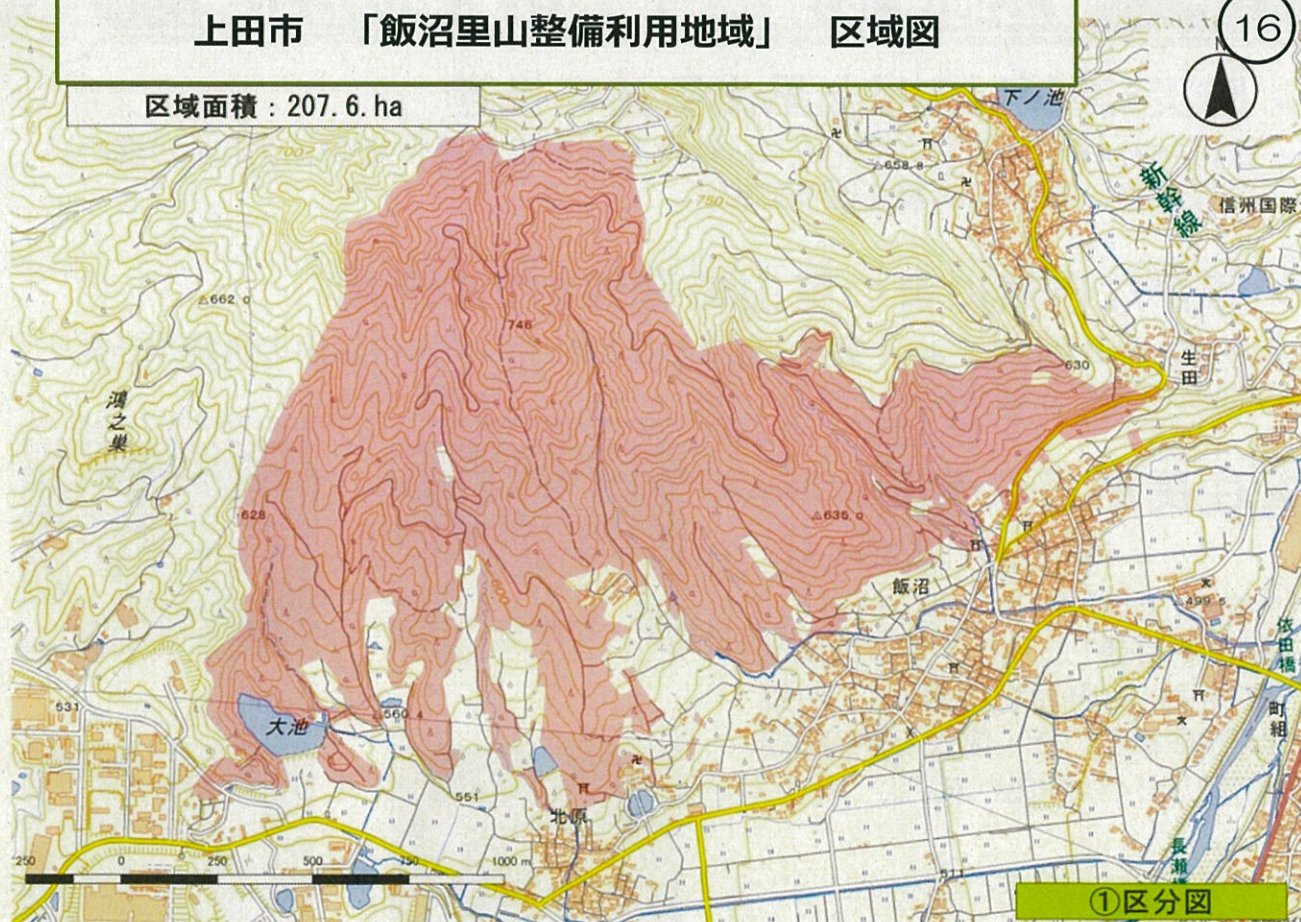 上田市 「飯沼里山整備利用地域」 区域図
16
N
区域面積:207.6.ha
下ノ池
700
658.8
750
新幹線
信州国際
662.0
746
生田
630
鴻之巣
628
635.0
600
飯沼
499.5
依田橋
531
大池
560.4
町組
551
北原
長瀬
511
250 0 250 500 750 1000 m
①区分図